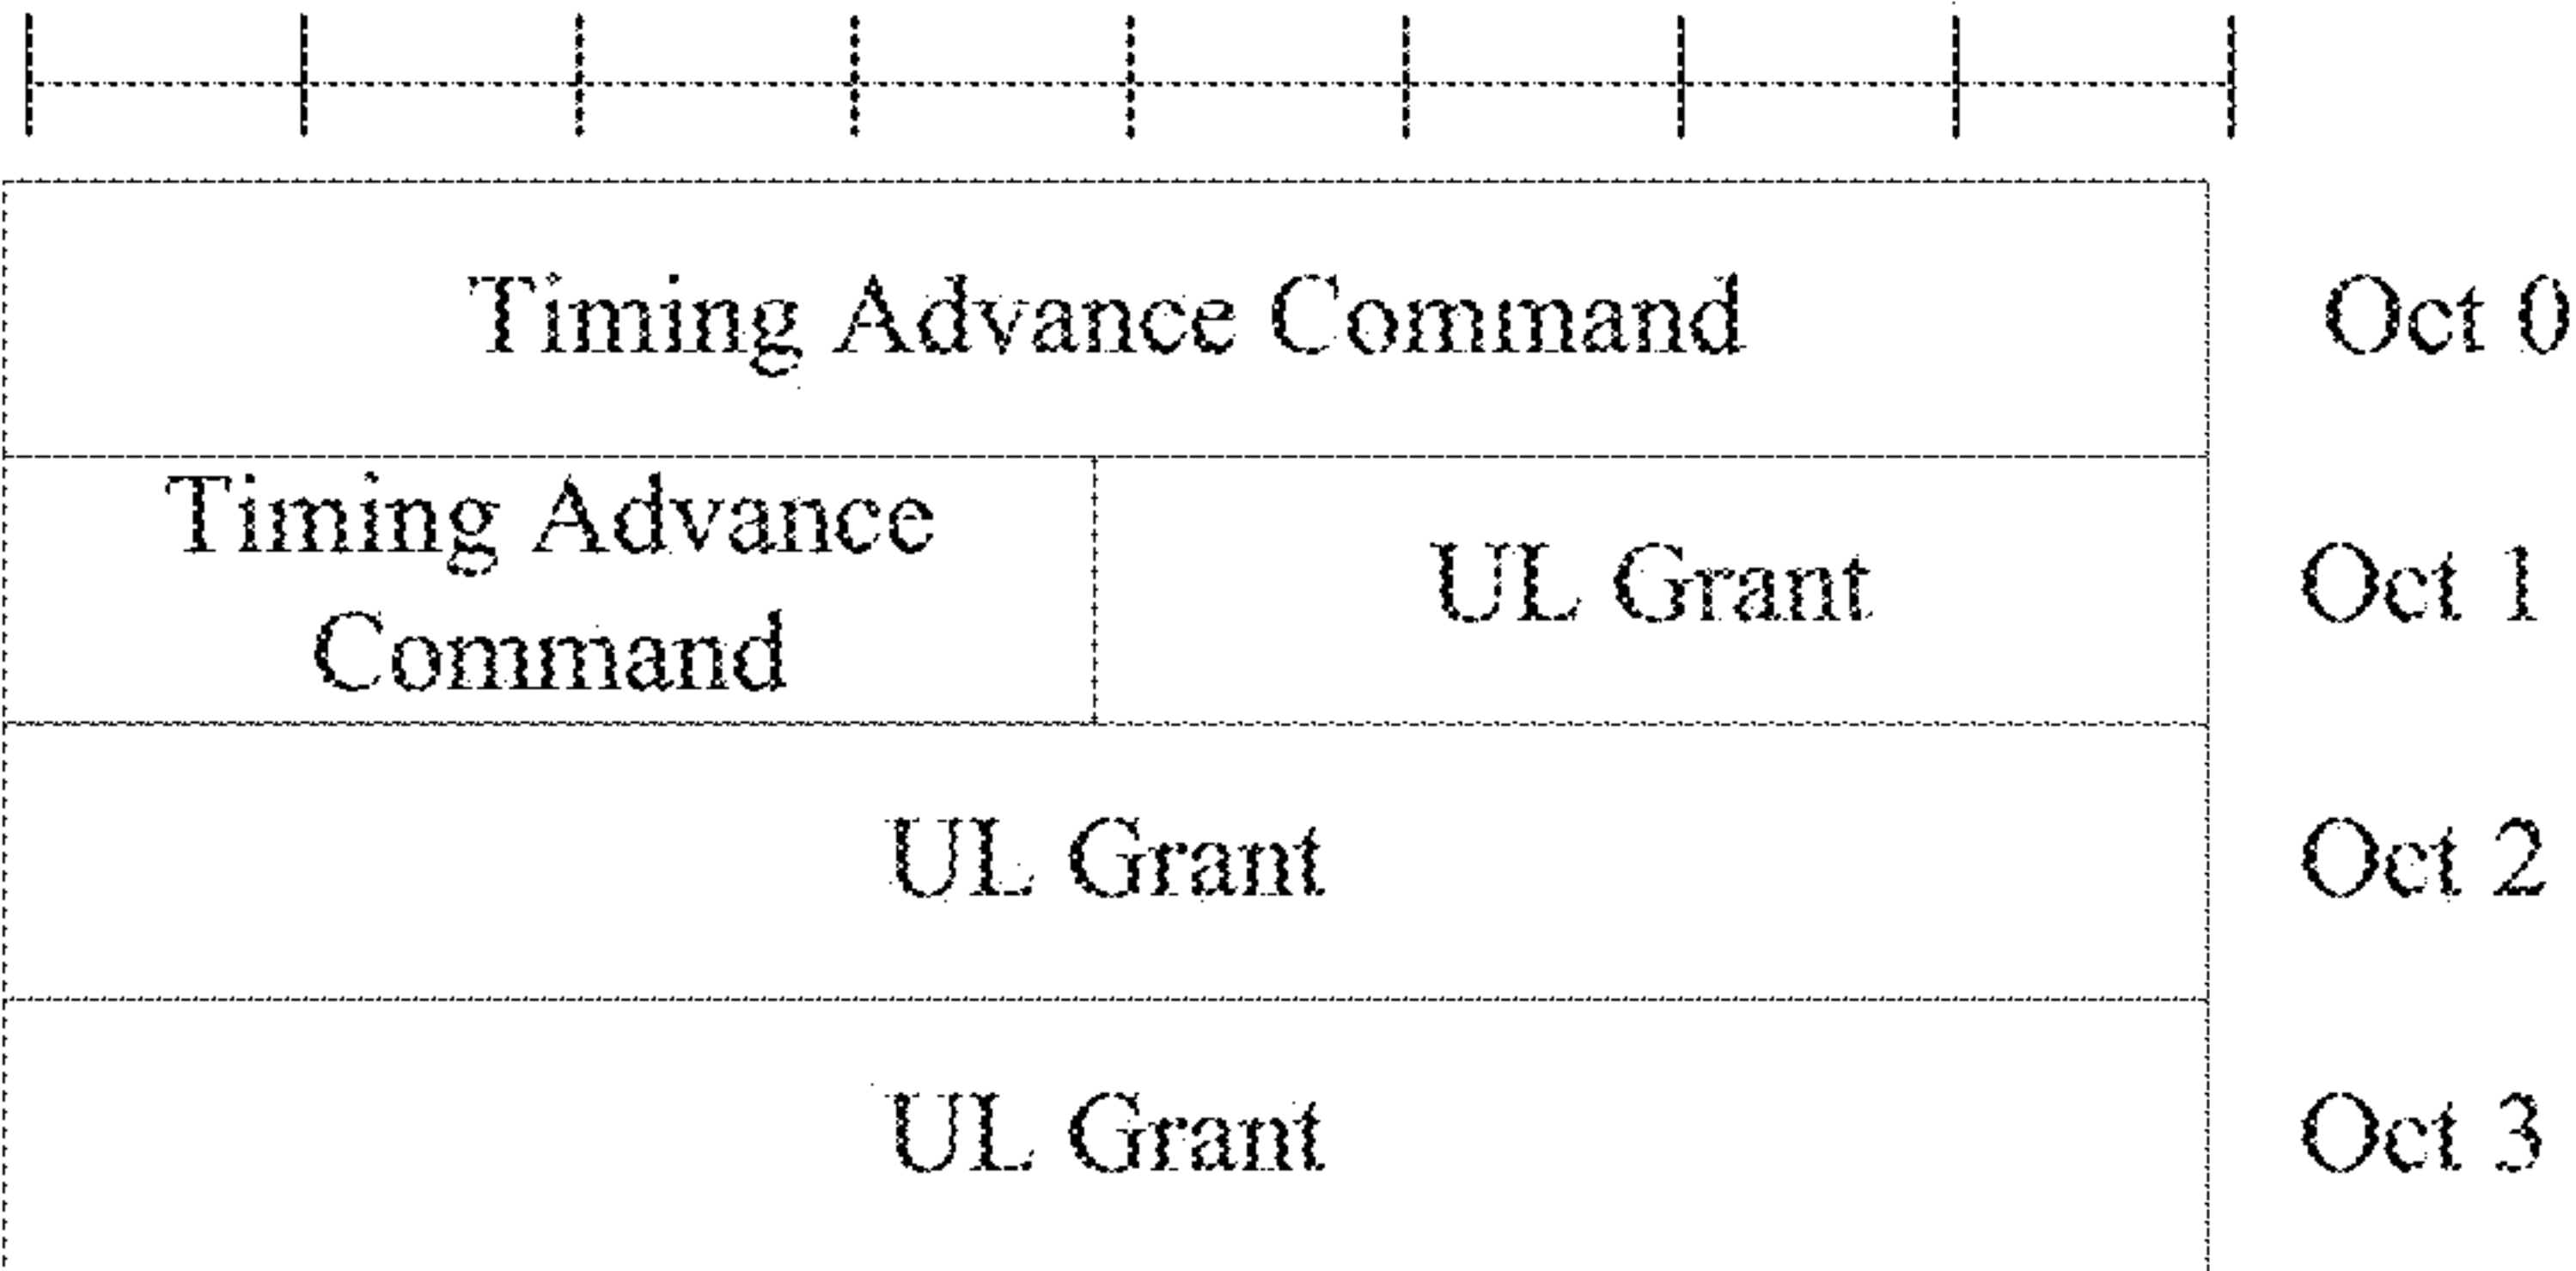 Timing Advance Command Oct 0
Timing Advance
Command
UL Grant Oct 1
UL Grant Oct 2
UL Grant Oct 3